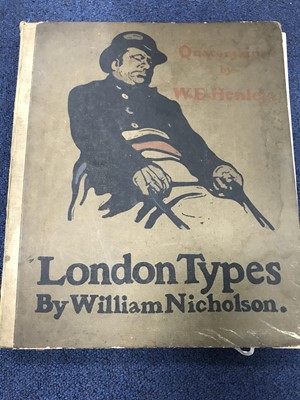 Quatorzains
by
W.E.Henley.
London Types
By William Nicholson.